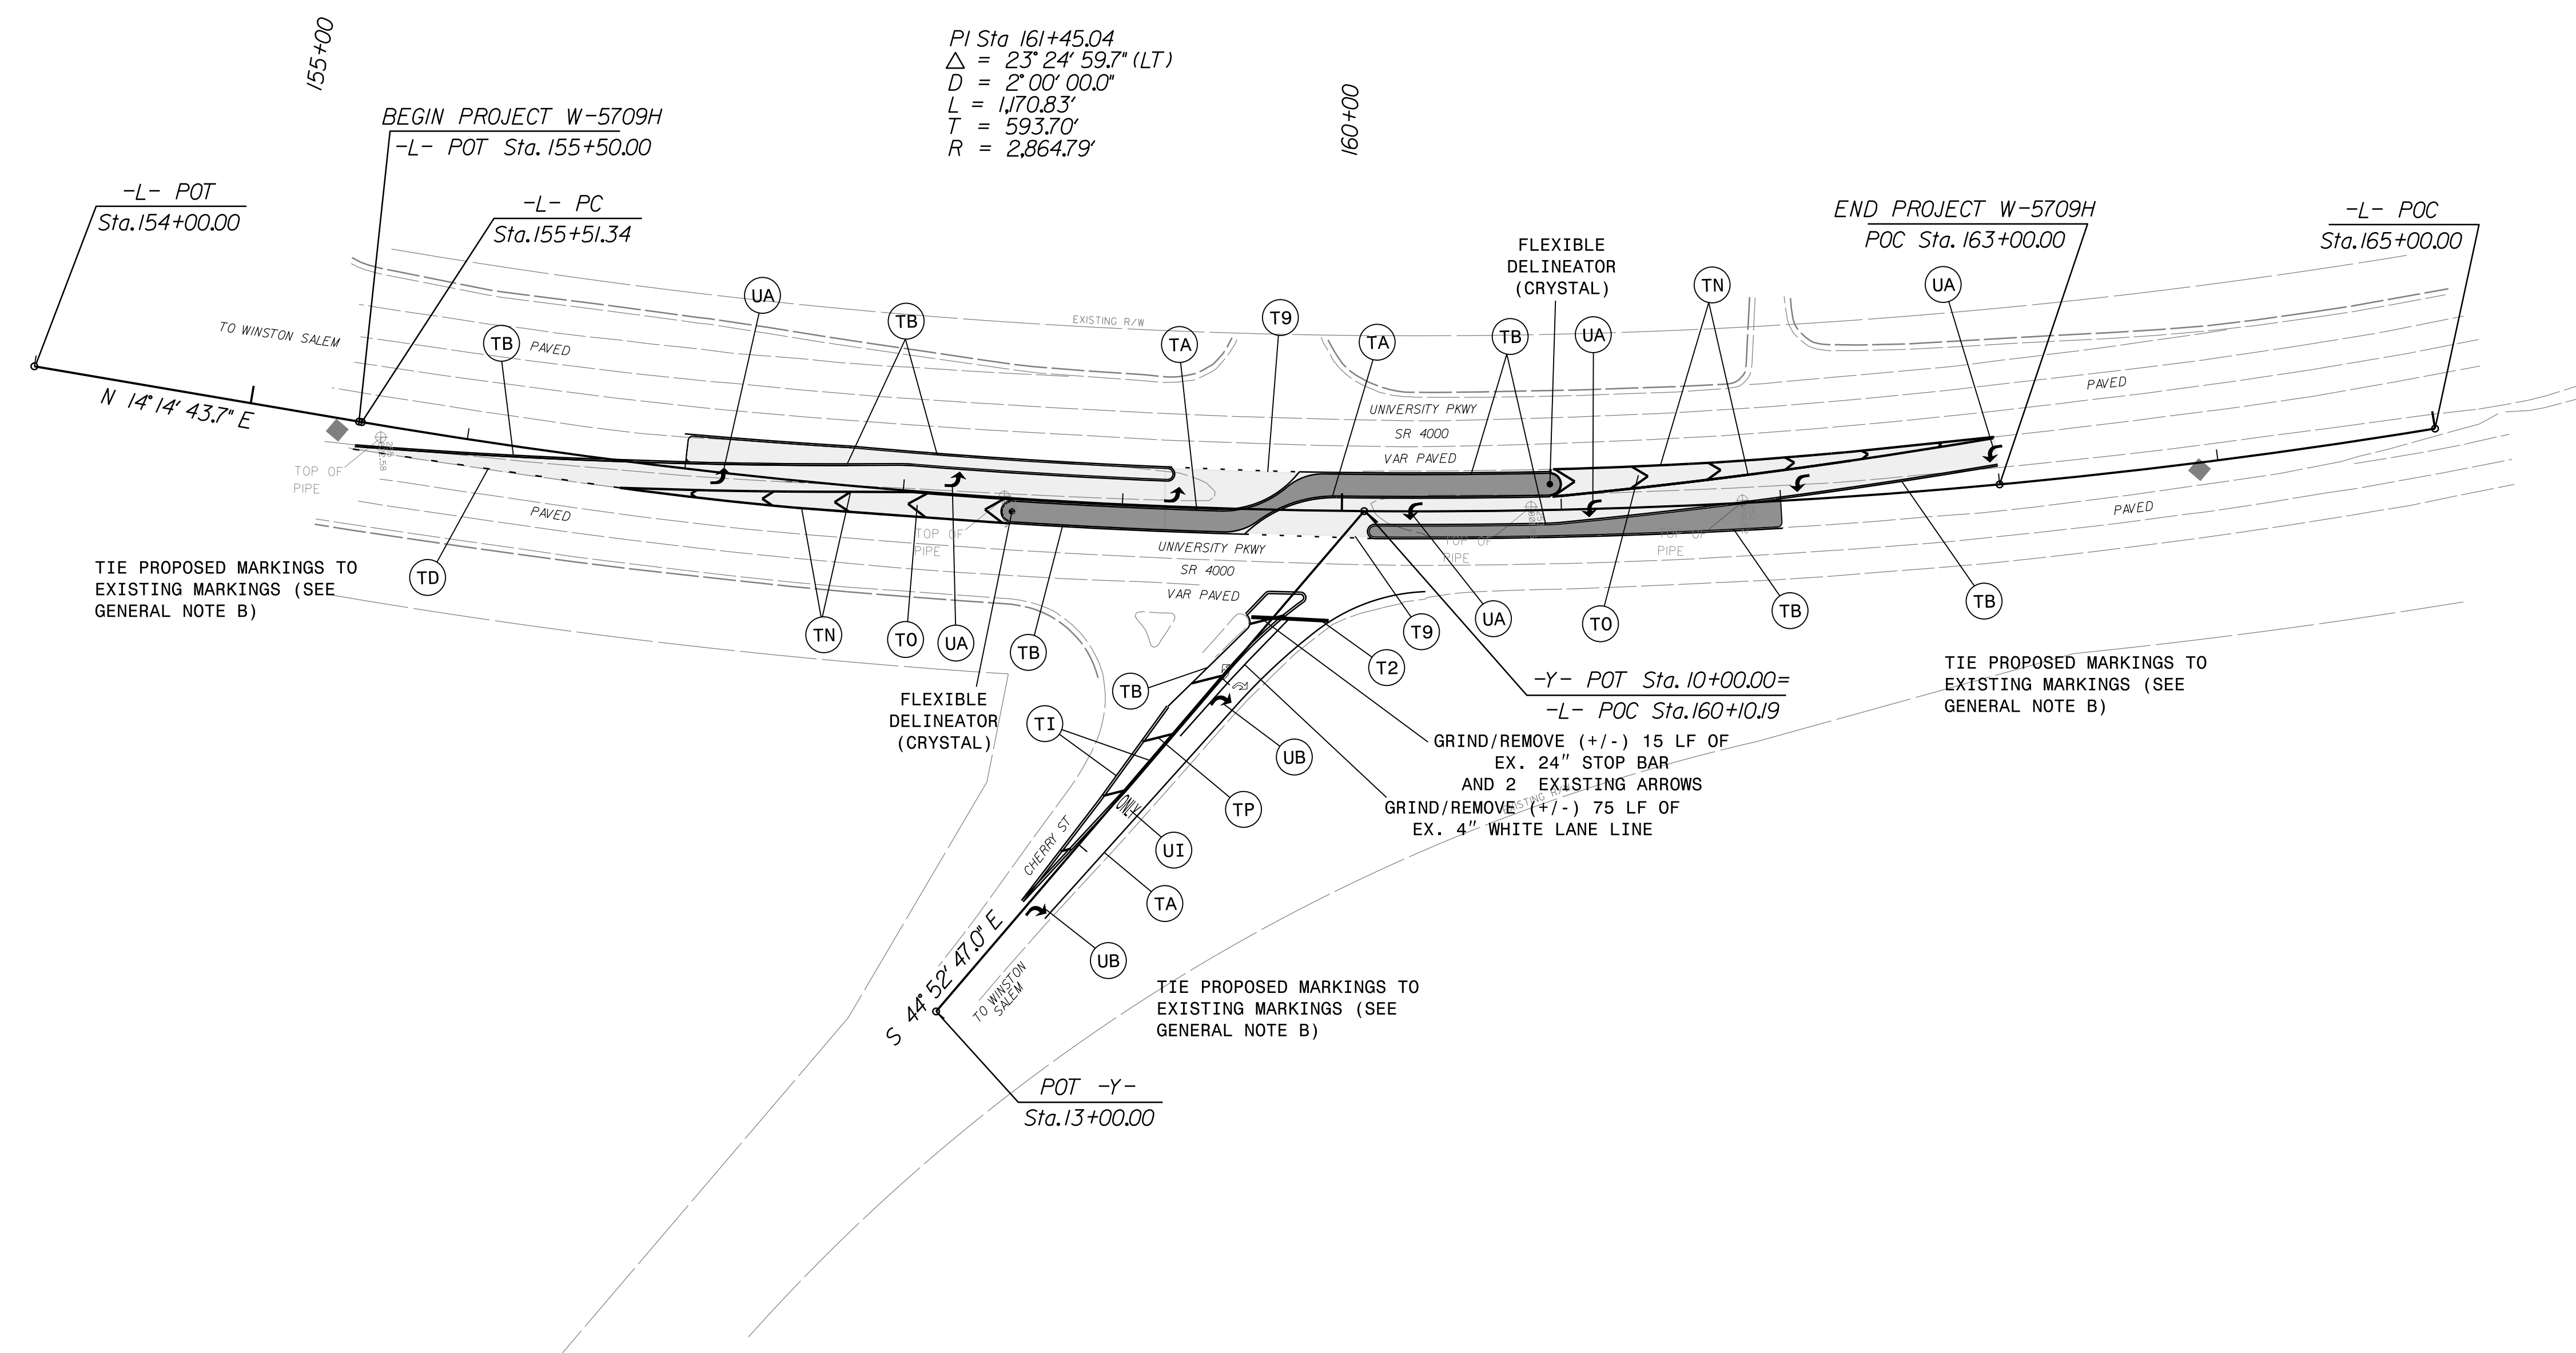 155+00
PI Sta 161+45.04
△ = 23° 24' 59.7" (LT)
D = 2° 00' 00.0"
L = 1,170.83'
T = 593.70'
R = 2,864.79'
160+00
BEGIN PROJECT W-5709H
-L- POT Sta. 155+50.00
-L- POT
Sta. 154+00.00
-L- PC
Sta. 155+51.34
END PROJECT W-5709H
POC Sta. 163+00.00
-L- POC
Sta. 165+00.00
FLEXIBLE
DELINEATOR
(CRYSTAL)
UA
TB
TB
TA
T9
TA
TB
UA
TN
UA
EXISTING R/W
TO WINSTON SALEM
PAVED
PAVED
N 14° 14' 43.7" E
UNIVERSITY PKWY
SR 4000
VAR PAVED
TOP OF
PIPE
PAVED
PAVED
TOP OF
PIPE
TOP OF
PIPE
TOP OF
PIPE
UNIVERSITY PKWY
SR 4000
VAR PAVED
TIE PROPOSED MARKINGS TO
EXISTING MARKINGS (SEE
GENERAL NOTE B)
TD
TN
TO
UA
TB
T9
UA
TO
TB
TB
T2
TB
FLEXIBLE
DELINEATOR
(CRYSTAL)
TI
UB
-Y- POT Sta. 10+00.00=
-L- POC Sta. 160+10.19
TIE PROPOSED MARKINGS TO
EXISTING MARKINGS (SEE
GENERAL NOTE B)
GRIND/REMOVE (+/-) 15 LF OF
EX. 24" STOP BAR
AND 2 EXISTING ARROWS
GRIND/REMOVE (+/-) 75 LF OF
EX. 4" WHITE LANE LINE
EXISTING R/W
TP
ONLY
CHERRY ST
UI
TA
UB
S 44° 52' 47.0" E
TO WINSTON
SALEM
TIE PROPOSED MARKINGS TO
EXISTING MARKINGS (SEE
GENERAL NOTE B)
POT -Y-
Sta. 13+00.00